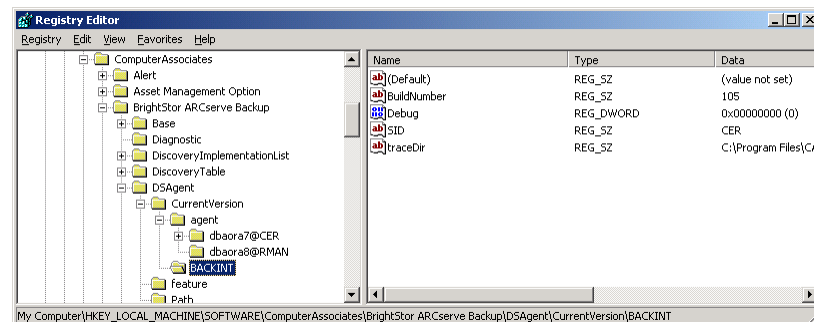 Registry Editor
Registry Edit View Favorites Help
ComputerAssociates
Alert
Asset Management Option
BrightStor ARCserve Backup
Base
Diagnostic
DiscoveryImplementationList
DiscoveryTable
DSAgent
CurrentVersion
agent
dbaora7@CER
dbaora8@RMAN
BACKINT
feature
Path
Name Type Data
(Default) REG_SZ (value not set)
BuildNumber REG_SZ 105
Debug REG_DWORD 0x00000000 (0)
SID REG_SZ CER
traceDir REG_SZ C:\Program Files\CA
My Computer\HKEY_LOCAL_MACHINE\SOFTWARE\ComputerAssociates\BrightStor ARCserve Backup\DSAgent\CurrentVersion\BACKINT